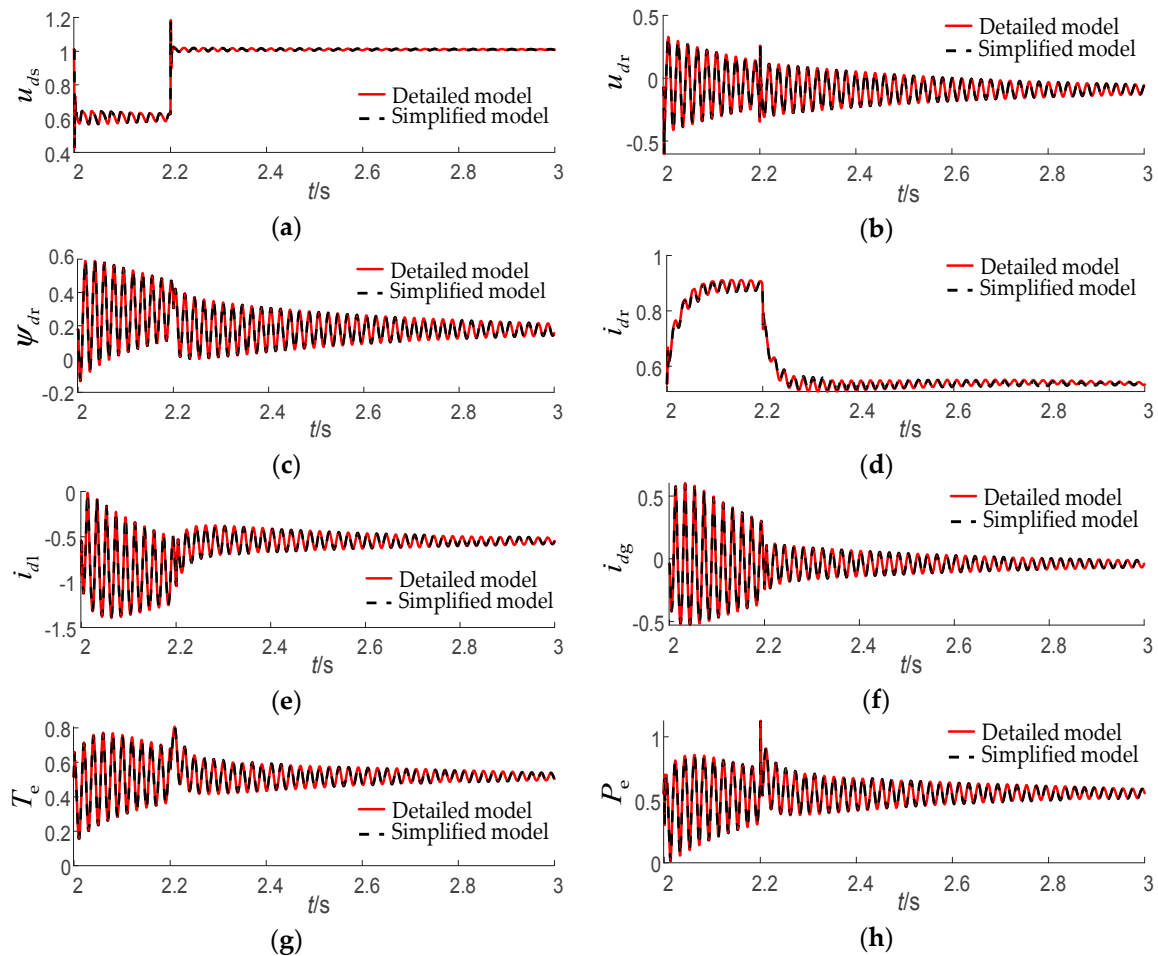 u_ds
1.2
1
0.8
0.6
0.4
Detailed model
Simplified model
2 2.2 2.4 2.6 2.8 3
t/s
(a)
u_dr
0.5
0
-0.5
Detailed model
Simplified model
2 2.2 2.4 2.6 2.8 3
t/s
(b)
ψ_dr
0.6
0.4
0.2
0
-0.2
Detailed model
Simplified model
2 2.2 2.4 2.6 2.8 3
t/s
(c)
i_dr
1
0.8
0.6
Detailed model
Simplified model
2 2.2 2.4 2.6 2.8 3
t/s
(d)
i_dl
0
-0.5
-1
-1.5
Detailed model
Simplified model
2 2.2 2.4 2.6 2.8 3
t/s
(e)
i_dg
0.5
0
-0.5
Detailed model
Simplified model
2 2.2 2.4 2.6 2.8 3
t/s
(f)
T_e
0.8
0.6
0.4
0.2
0
Detailed model
Simplified model
2 2.2 2.4 2.6 2.8 3
t/s
(g)
P_e
1
0.5
0
Detailed model
Simplified model
2 2.2 2.4 2.6 2.8 3
t/s
(h)